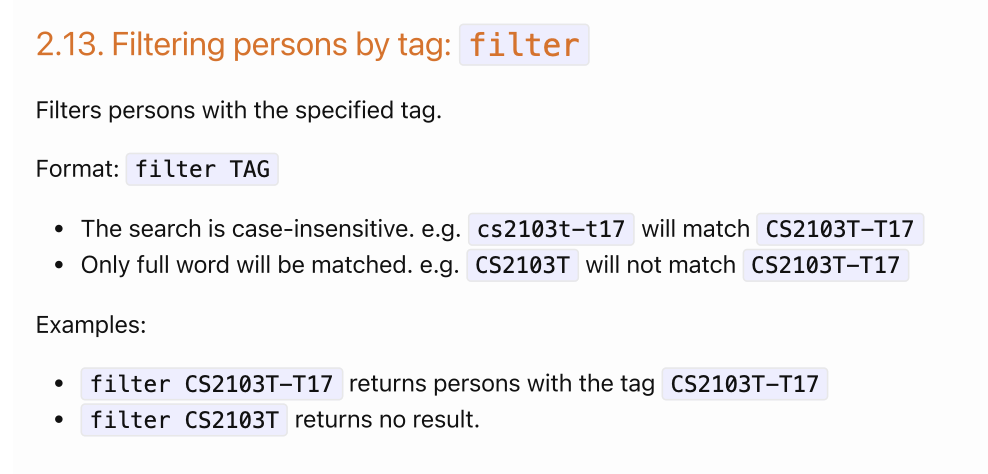 2.13. Filtering persons by tag: filter
Filters persons with the specified tag.
Format: filter TAG
• The search is case-insensitive. e.g. cs2103t-t17 will match CS2103T-T17
• Only full word will be matched. e.g. CS2103T will not match CS2103T-T17
Examples:
• filter CS2103T-T17 returns persons with the tag CS2103T-T17
• filter CS2103T returns no result.